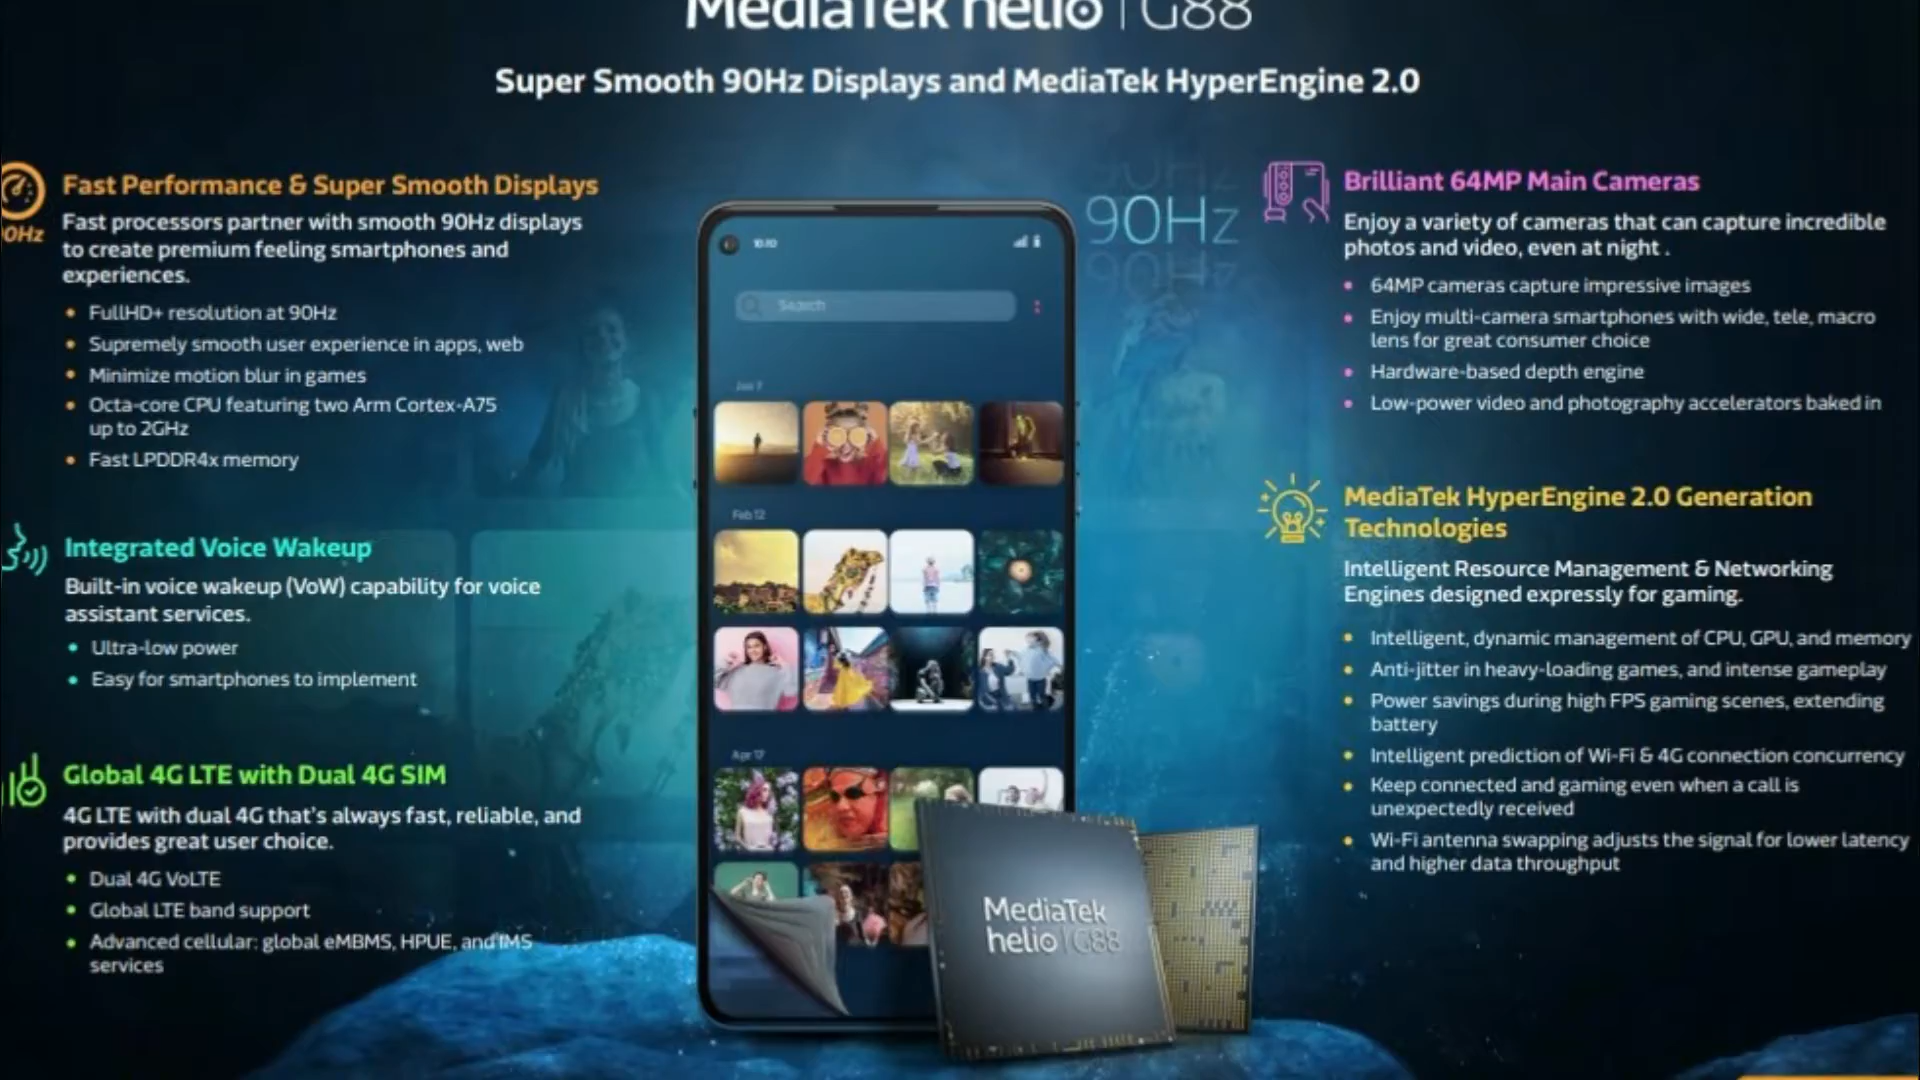 MediaTek helio | G88
Super Smooth 90Hz Displays and MediaTek HyperEngine 2.0
Fast Performance & Super Smooth Displays
Fast processors partner with smooth 90Hz displays
to create premium feeling smartphones and
experiences.
• FullHD+ resolution at 90Hz
• Supremely smooth user experience in apps, web
• Minimize motion blur in games
• Octa-core CPU featuring two Arm Cortex-A75
up to 2GHz
• Fast LPDDR4x memory
Integrated Voice Wakeup
Built-in voice wakeup (VoW) capability for voice
assistant services.
• Ultra-low power
• Easy for smartphones to implement
Global 4G LTE with Dual 4G SIM
4G LTE with dual 4G that's always fast, reliable, and
provides great user choice.
• Dual 4G VoLTE
• Global LTE band support
• Advanced cellular: global eMBMS, HPUE, and IMS
services
10:10
Search
Feb 12
Apr 17
90Hz
90Hz
90Hz
MediaTek
helio | G88
Brilliant 64MP Main Cameras
Enjoy a variety of cameras that can capture incredible
photos and video, even at night .
• 64MP cameras capture impressive images
• Enjoy multi-camera smartphones with wide, tele, macro
lens for great consumer choice
• Hardware-based depth engine
• Low-power video and photography accelerators baked in
MediaTek HyperEngine 2.0 Generation
Technologies
Intelligent Resource Management & Networking
Engines designed expressly for gaming.
• Intelligent, dynamic management of CPU, GPU, and memory
• Anti-jitter in heavy-loading games, and intense gameplay
• Power savings during high FPS gaming scenes, extending
battery
• Intelligent prediction of Wi-Fi & 4G connection concurrency
• Keep connected and gaming even when a call is
unexpectedly received
• Wi-Fi antenna swapping adjusts the signal for lower latency
and higher data throughput